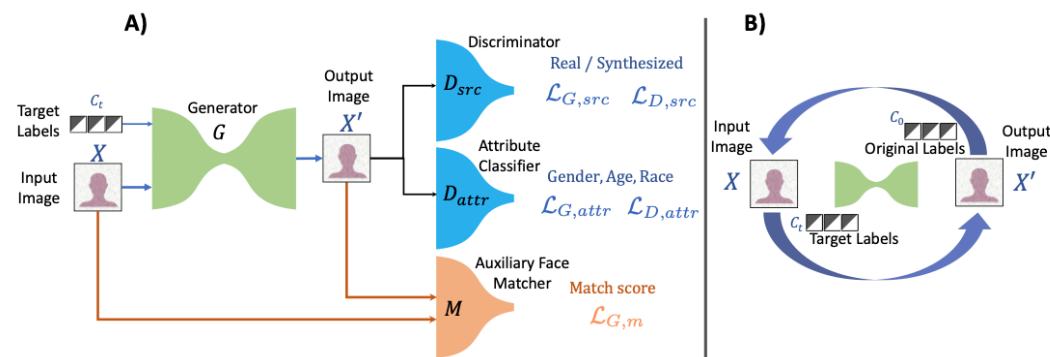 A)
Target
Labels
C_t
Generator
G
X
Input
Image
Output
Image
X'
Discriminator
D_src
Real / Synthesized
ℒ_G,src ℒ_D,src
Attribute
Classifier
D_attr
Gender, Age, Race
ℒ_G,attr ℒ_D,attr
Auxiliary Face
Matcher
M
Match score
ℒ_G,m
B)
Input
Image
X
C_0
Original Labels
Output
Image
X'
C_t
Target Labels